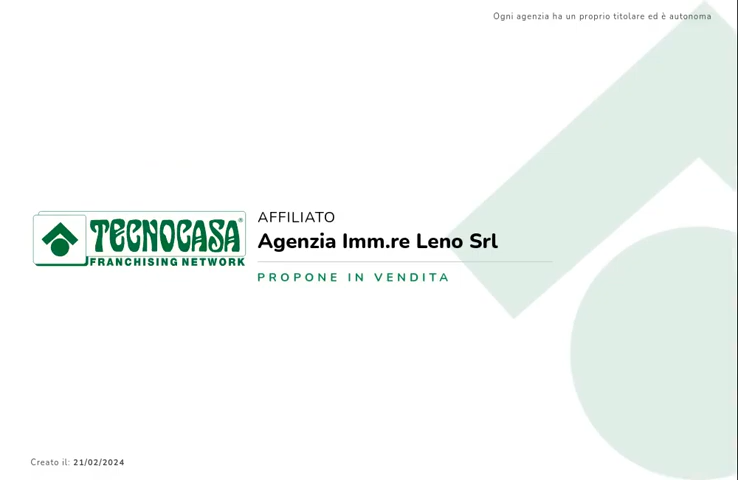 Ogni agenzia ha un proprio titolare ed è autonoma
TECNOCASA®
FRANCHISING NETWORK
AFFILIATO
Agenzia Imm.re Leno Srl
PROPONE IN VENDITA
Creato il: 21/02/2024